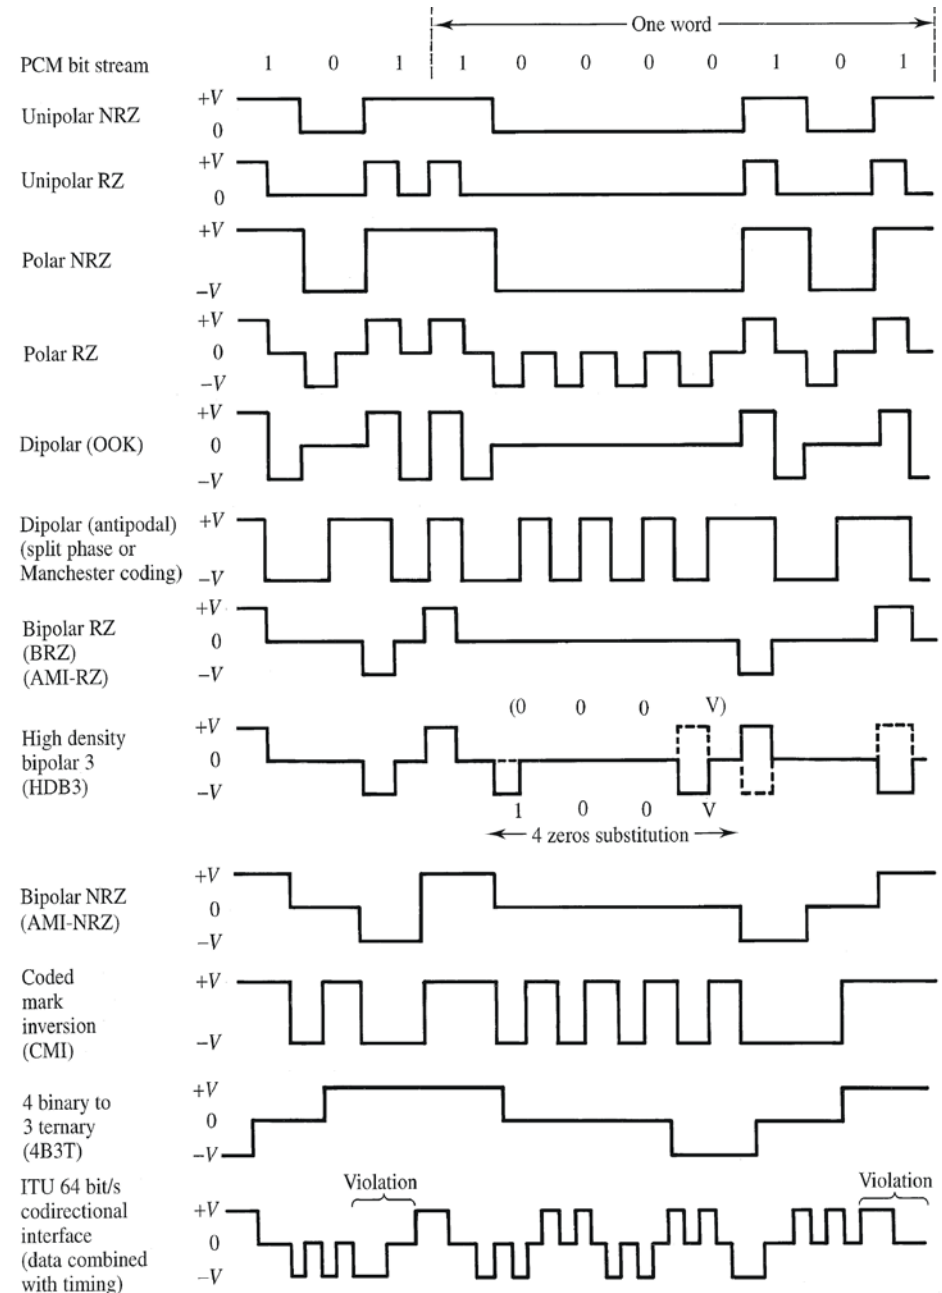 One word
PCM bit stream
1 0 1 1 0 0 0 0 1 0 1
Unipolar NRZ
+V
0
Unipolar RZ
+V
0
Polar NRZ
+V
−V
Polar RZ
+V
0
−V
Dipolar (OOK)
+V
0
−V
Dipolar (antipodal)
(split phase or
Manchester coding)
+V
−V
Bipolar RZ
(BRZ)
(AMI-RZ)
+V
0
−V
(0 0 0 V)
High density
bipolar 3
(HDB3)
+V
0
−V
1 0 0 V
4 zeros substitution
Bipolar NRZ
(AMI-NRZ)
+V
0
−V
Coded
mark
inversion
(CMI)
+V
−V
4 binary to
3 ternary
(4B3T)
+V
0
−V
ITU 64 bit/s
codirectional
interface
(data combined
with timing)
Violation
Violation
+V
0
−V